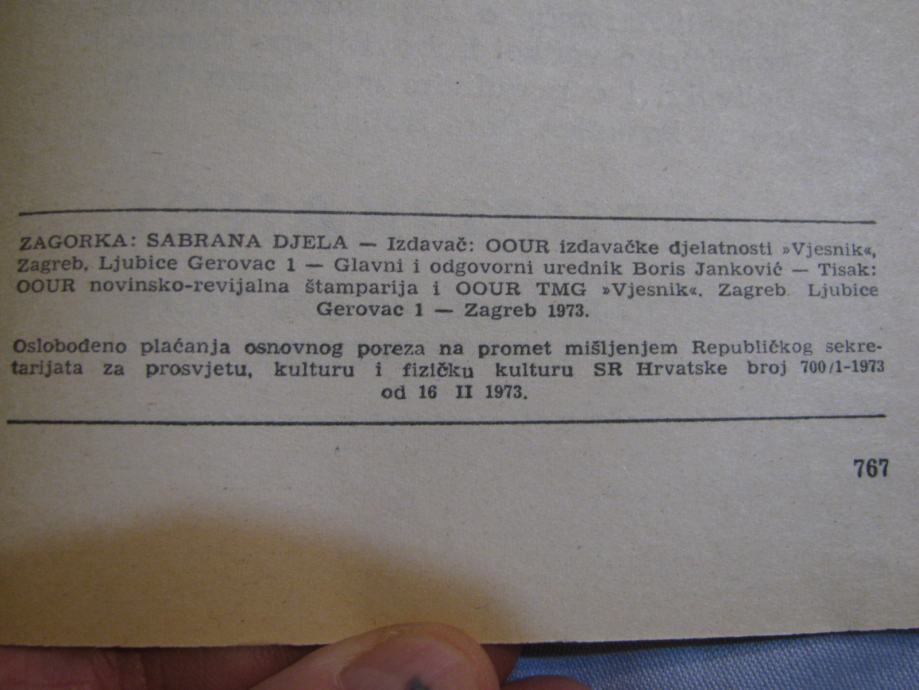 ZAGORKA: SABRANA DJELA — Izdavač: OOUR izdavačke djelatnosti »Vjesnik«,
Zagreb, Ljubice Gerovac 1 — Glavni i odgovorni urednik Boris Janković — Tisak:
OOUR novinsko-revijalna štamparija i OOUR TMG »Vjesnik«. Zagreb Ljubice
Gerovac 1 — Zagreb 1973.
Oslobođeno plaćanja osnovnog poreza na promet mišljenjem Republičkog sekre-
tarijata za prosvjetu, kulturu i fizičku kulturu SR Hrvatske broj 700/1-1973
od 16 II 1973.
767